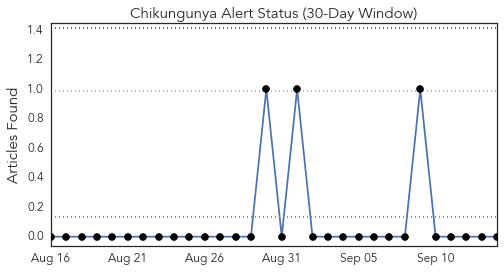 Chikungunya Alert Status (30-Day Window)
Articles Found
1.4
1.2
1.0
0.8
0.6
0.4
0.2
0.0
Aug 16 Aug 21 Aug 26 Aug 31 Sep 05 Sep 10